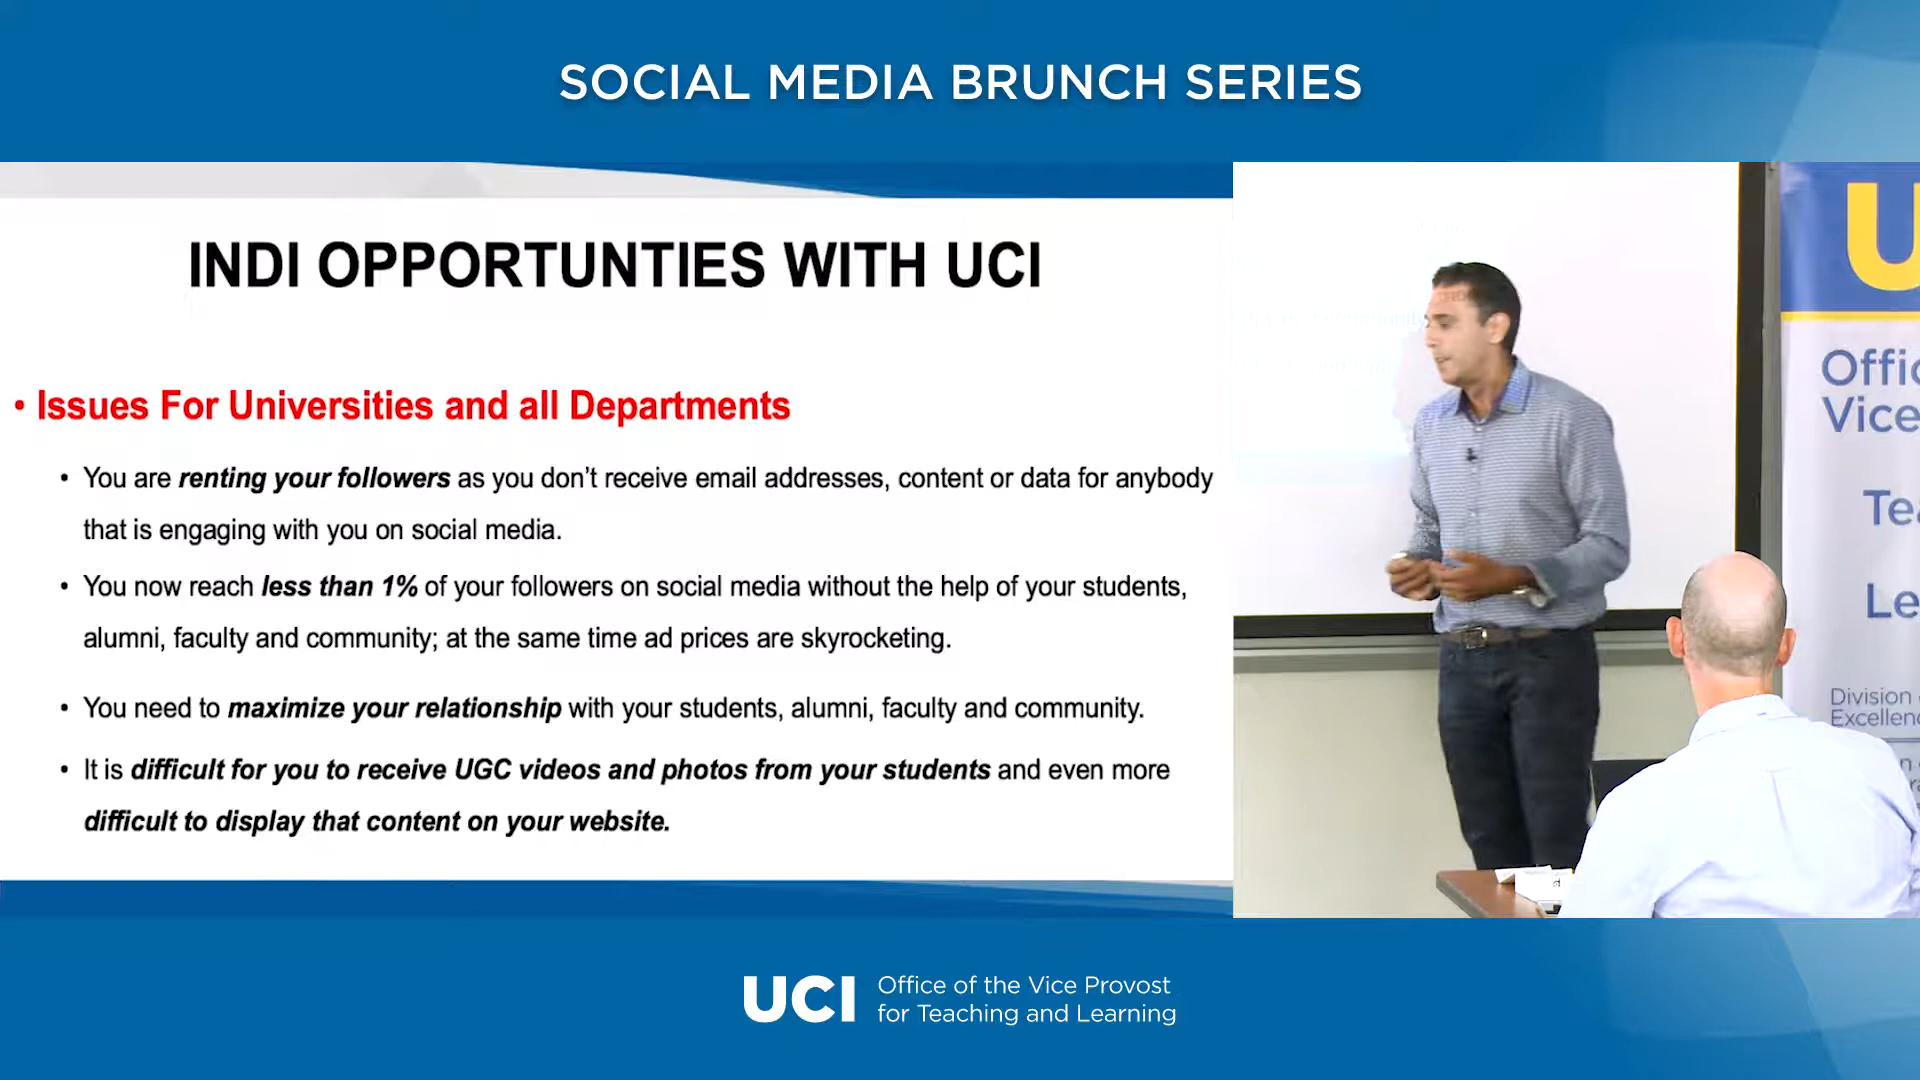 SOCIAL MEDIA BRUNCH SERIES
INDI OPPORTUNTIES WITH UCI
• Issues For Universities and all Departments
• You are renting your followers as you don’t receive email addresses, content or data for anybody
that is engaging with you on social media.
• You now reach less than 1% of your followers on social media without the help of your students,
alumni, faculty and community; at the same time ad prices are skyrocketing.
• You need to maximize your relationship with your students, alumni, faculty and community.
• It is difficult for you to receive UGC videos and photos from your students and even more
difficult to display that content on your website.
U
Offic
Vice
Tea
Le
Division
Excellenc
UCI
Office of the Vice Provost
for Teaching and Learning